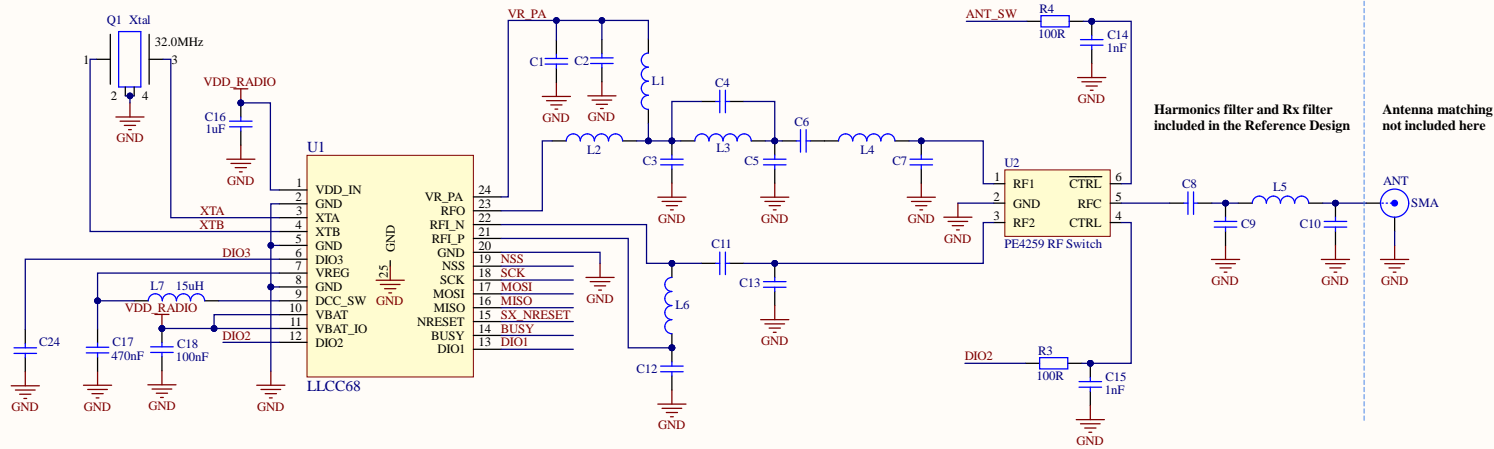 Q1 Xtal
32.0MHz
1
3
2
4
GND
VDD_RADIO
C16
1uF
GND
VR_PA
C1
C2
GND
GND
L1
C4
L2
L3
C3
C5
GND
GND
C6
L4
C7
GND
ANT_SW
R4
100R
C14
1nF
GND
Harmonics filter and Rx filter
included in the Reference Design
Antenna matching
not included here
U1
1 VDD_IN
2 GND
XTA 3 XTA
XTB 4 XTB
5 GND
DIO3 6 DIO3
7 VREG
8 GND
9 DCC_SW
10 VBAT
11 VBAT_IO
DIO2 12 DIO2
GND
25
GND
VR_PA 24
RFO 23
RFI_N 22
RFI_P 21
GND 20
NSS 19 NSS
SCK 18 SCK
MOSI 17 MOSI
MISO 16 MISO
NRESET 15 SX_NRESET
BUSY 14 BUSY
DIO1 13 DIO1
LLCC68
L7 15uH
VDD_RADIO
C24
GND
C17
470nF
GND
C18
100nF
GND
GND
GND
C11
L6
C13
GND
C12
GND
U2
1 RF1
2 GND
3 RF2
CTRL 6
RFC 5
CTRL 4
PE4259 RF Switch
GND
C8
L5
C9
C10
GND
GND
ANT
SMA
GND
DIO2
R3
100R
C15
1nF
GND